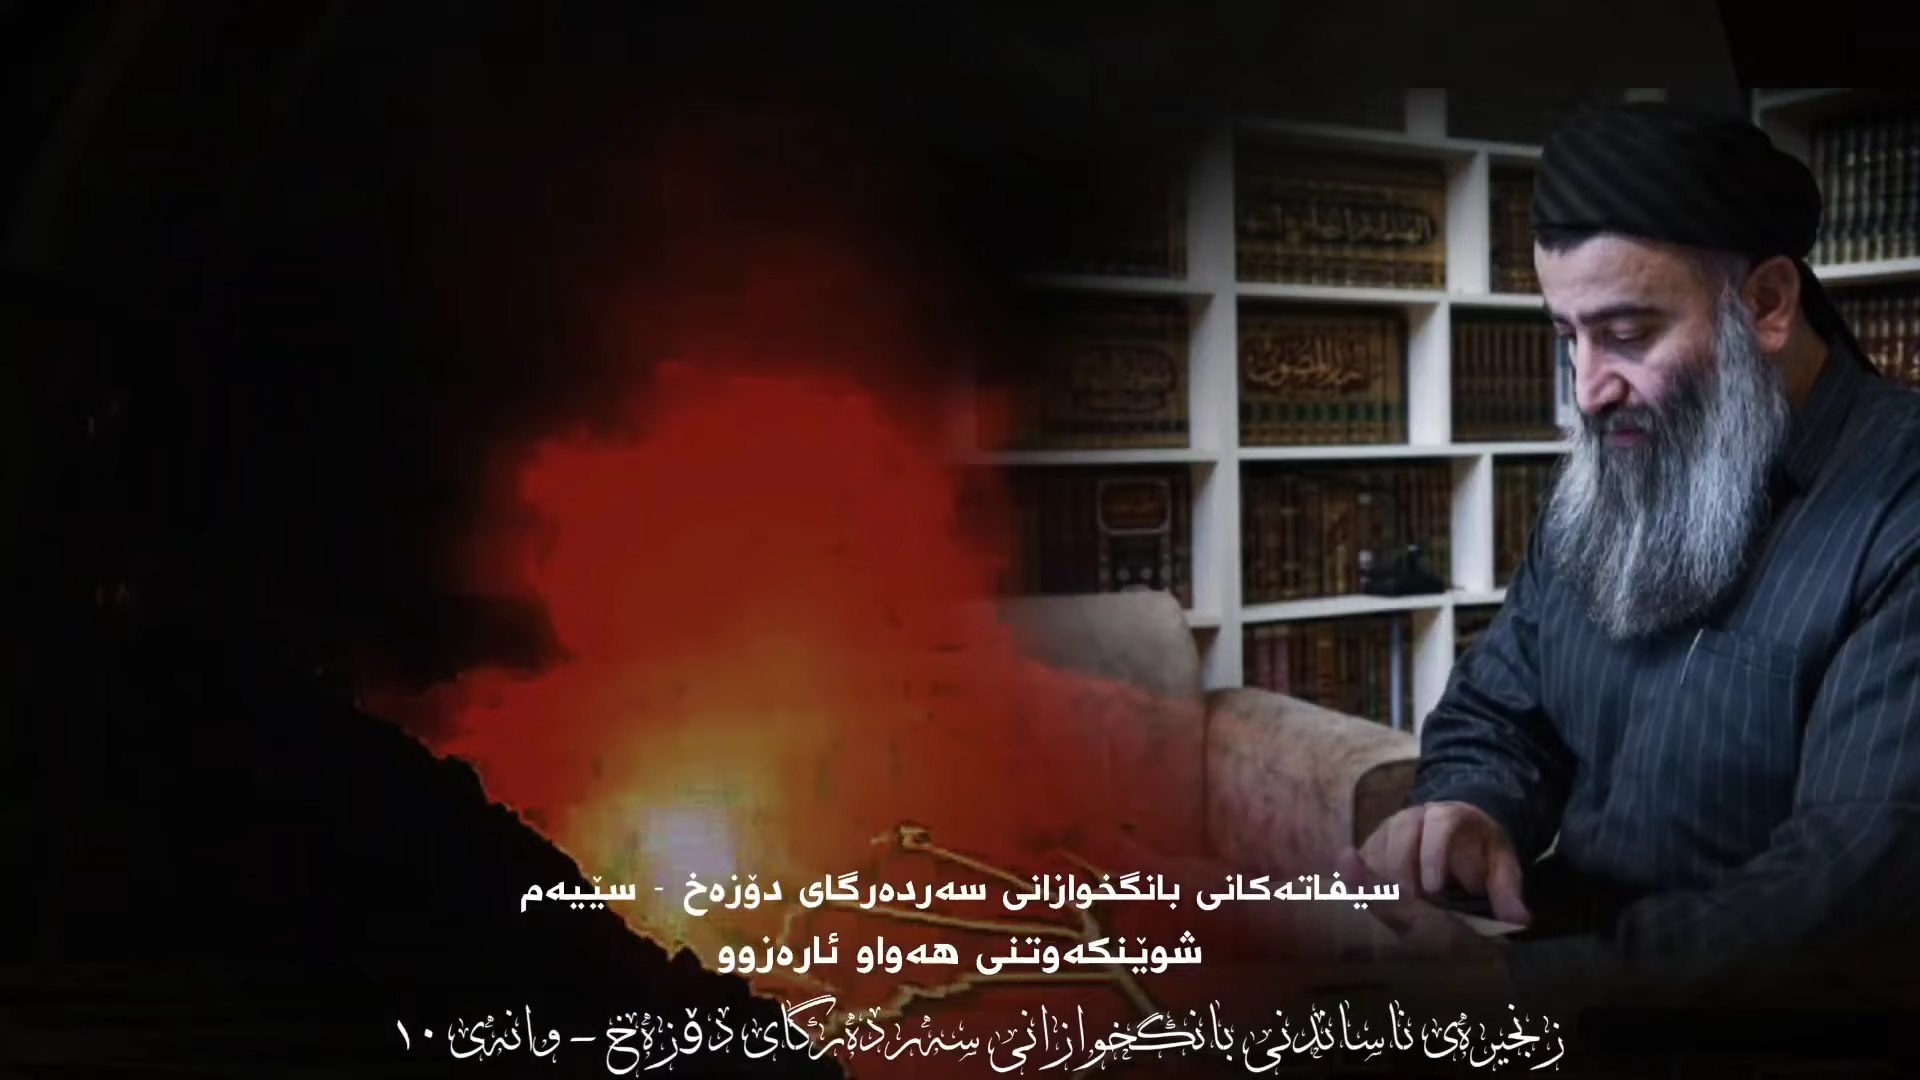 سیفاتەکانی بانگخوازانی سەردەرگای دۆزەخ - سێیەم
شوێنکەوتنی هەواو ئارەزوو
زنجیرەی ناساندنی بانگخوازانی سەردەرگای دۆزەخ – وانەی ١٠